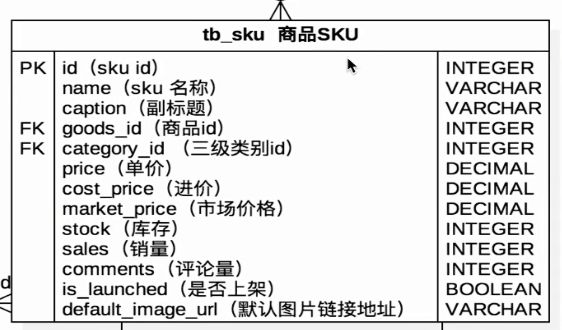 tb_sku 商品SKU
PK id（sku id） INTEGER
name（sku 名称） VARCHAR
caption（副标题） VARCHAR
FK goods_id（商品id） INTEGER
FK category_id （三级类别id） INTEGER
price（单价） DECIMAL
cost_price（进价） DECIMAL
market_price（市场价格） DECIMAL
stock（库存） INTEGER
sales（销量） INTEGER
comments（评论量） INTEGER
d
is_launched（是否上架） BOOLEAN
default_image_url（默认图片链接地址） VARCHAR